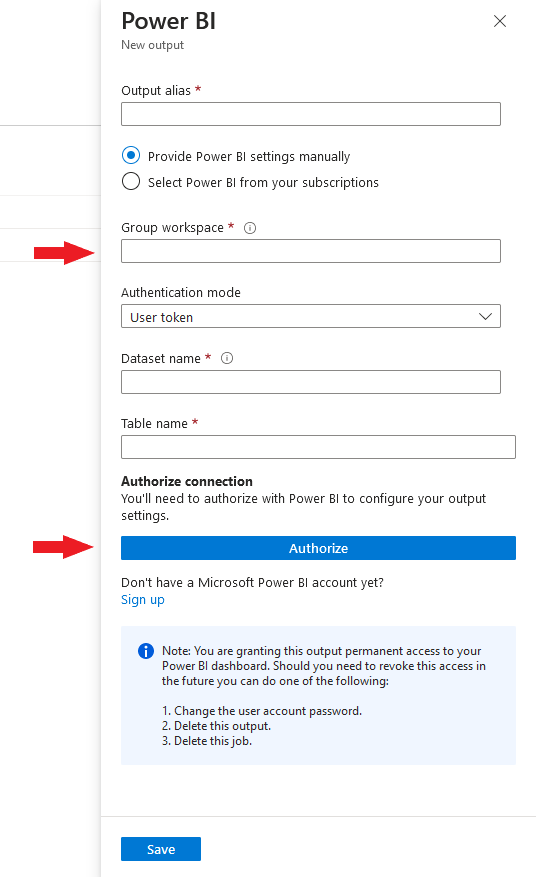 Power BI
New output
Output alias *
Provide Power BI settings manually
Select Power BI from your subscriptions
Group workspace *
Authentication mode
User token
Dataset name *
Table name *
Authorize connection
You'll need to authorize with Power BI to configure your output
settings.
Authorize
Don't have a Microsoft Power BI account yet?
Sign up
Note: You are granting this output permanent access to your
Power BI dashboard. Should you need to revoke this access in
the future you can do one of the following:
1. Change the user account password.
2. Delete this output.
3. Delete this job.
Save